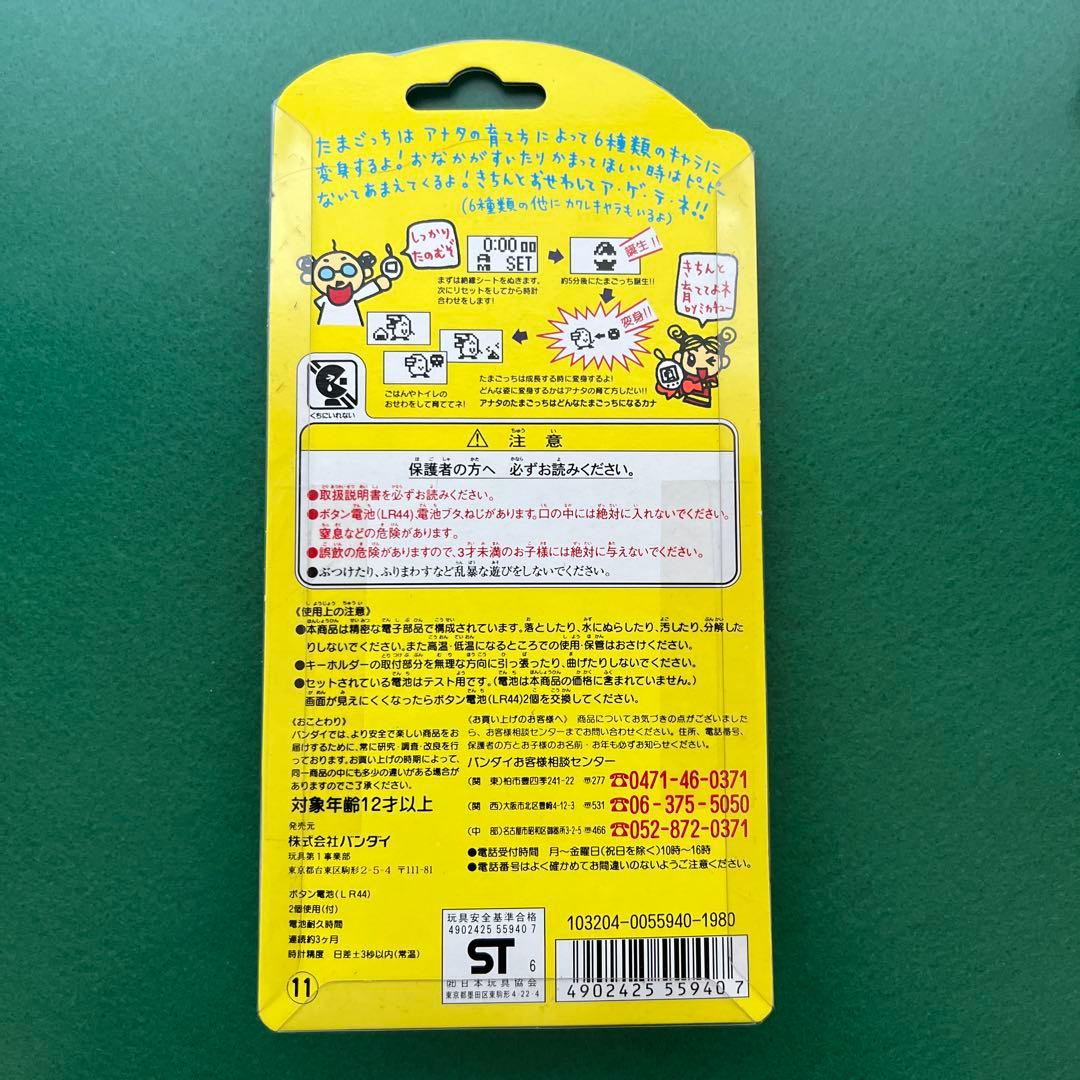 たまごっちは アナタの育て方によって6種類のキャラに
変身するよ!おなかがすいたりかまってほしい時はピーピー
ないてあまえてくるよ!きちんとおせわしてア・ゲ・テ・ネ!!
(6種類の他にカワレキャラもいるよ)
しっかり
たのむぞ
0:00 00
AM SET
誕生!!
まずは絶縁シートをぬきます。
次にリセットをしてから時計
合わせをします!
約5分後にたまごっち誕生!!
きちんと
育ててよネ
byミカチュー
変身!!
ごはんやトイレの
おせわをして育ててネ!
たまごっちは成長する時に変身するよ!
どんな姿に変身するかはアナタの育て方しだい!!
アナタのたまごっちはどんなたまごっちになるカナ
くちにいれない
⚠ 注意
保護者の方へ 必ずお読みください。
●取扱説明書を必ずお読みください。
●ボタン電池(LR44)、電池ブタ、ねじがあります。口の中には絶対に入れないでください。
窒息などの危険があります。
●誤飲の危険がありますので、3才未満のお子様には絶対に与えないでください。
●ぶつけたり、ふりまわすなど乱暴な遊びをしないでください。
《使用上の注意》
●本商品は精密な電子部品で構成されています。落としたり、水にぬらしたり、汚したり、分解した
りしないでください。また高温・低温になるところでの使用・保管はおさけください。
●キーホルダーの取付部分を無理な方向に引っ張ったり、曲げたりしないでください。
●セットされている電池はテスト用です。(電池は本商品の価格に含まれていません。)
画面が見えにくくなったらボタン電池(LR44)2個を交換してください。
《おことわり》
バンダイでは、より安全で楽しい商品をお
届けするために、常に研究・調査・改良を行
っております。お買い上げの時期によって、
同一商品の中にも多少の違いがある場合が
ありますのでご了承ください。
対象年齢12才以上
発売元
株式会社バンダイ
玩具第1事業部
東京都台東区駒形2-5-4 〒111-81
《お買い上げのお客様へ》 商品についてお気づきの点がございました
ら、お客様相談センターまでお問い合わせください。住所、電話番号、
保護者の方とお子様のお名前・お年も必ずお知らせください。
バンダイお客様相談センター
(関 東)柏市豊四季241-22 〒277 ☎0471-46-0371
(関 西)大阪市北区豊崎4-12-3 〒531 ☎06-375-5050
(中 部)名古屋市昭和区御器所3-2-5 〒466 ☎052-872-0371
●電話受付時間 月~金曜日(祝日を除く)10時~16時
●電話番号はよく確かめてお間違いのないようご注意ください。
ボタン電池(LR44)
2個使用(付)
電池耐久時間
連続約3ヶ月
時計精度 日差±3秒以内(常温)
11
玩具安全基準合格
4902425 55940 7
ST 6
㈳日本玩具協会
東京都墨田区東駒形4-22-4
103204-0055940-1980
4 902425 559407